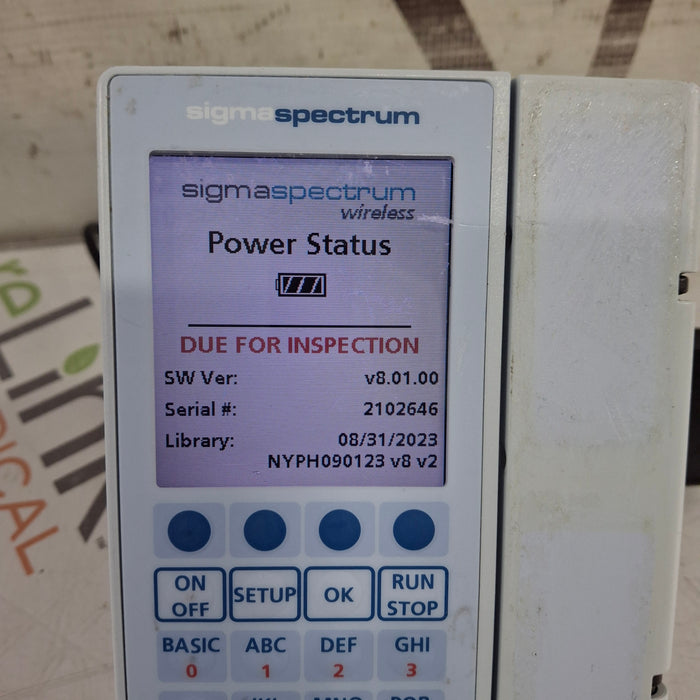 sigmaspectrum
sigmaspectrum
wireless
Power Status
DUE FOR INSPECTION
SW Ver: v8.01.00
Serial #: 2102646
Library: 08/31/2023
NYPH090123 v8 v2
ON OFF
SETUP
OK
RUN STOP
BASIC ABC DEF GHI
0 1 2 3